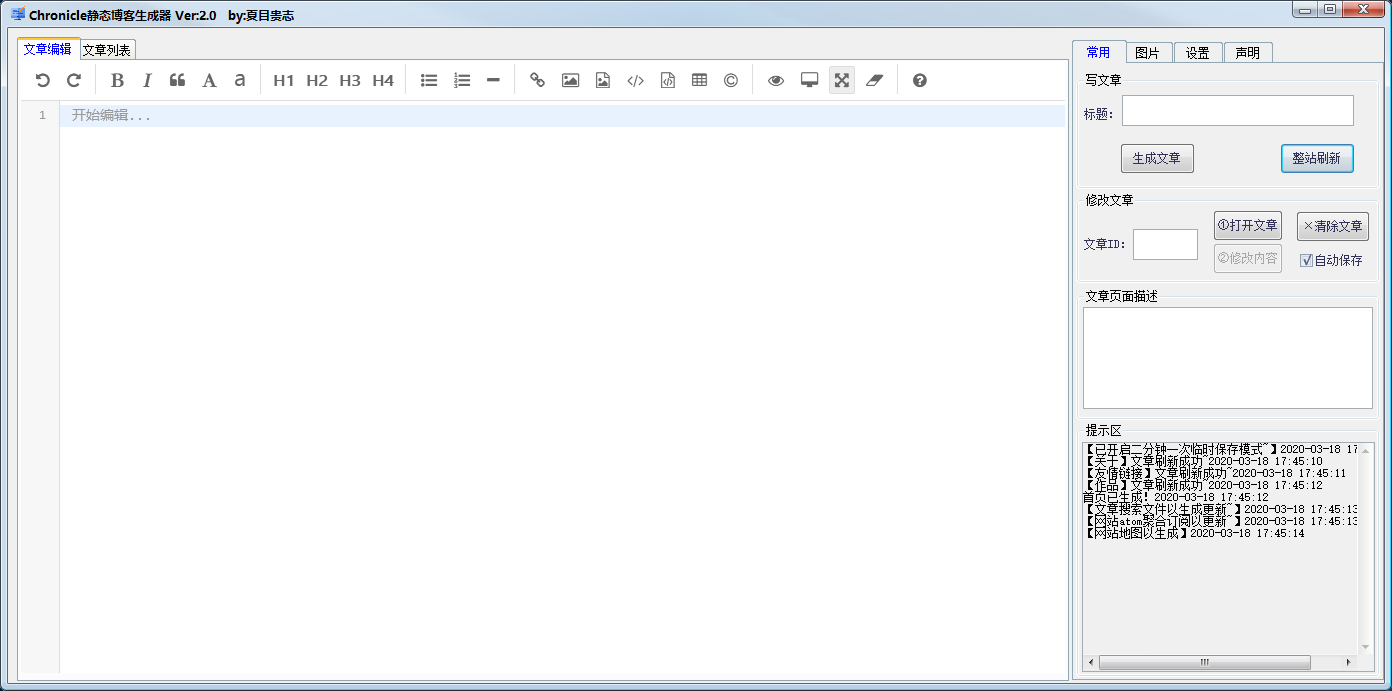 Chronicle静态博客生成器 Ver:2.0 by:夏目贵志
文章编辑 文章列表
B I A a H1 H2 H3 H4
1 开始编辑...
常用 图片 设置 声明
写文章
标题:
生成文章 整站刷新
修改文章
文章ID:
①打开文章 ×清除文章
②修改内容 自动保存
文章页面描述
提示区
【已开启二分钟一次临时保存模式~】2020-03-18 17
【关于】文章刷新成功~2020-03-18 17:45:10
【友情链接】文章刷新成功~2020-03-18 17:45:11
【作品】文章刷新成功~2020-03-18 17:45:12
首页已生成! 2020-03-18 17:45:12
【文章搜索文件以生成更新~】2020-03-18 17:45:13
【网站atom聚合订阅以更新~】2020-03-18 17:45:13
【网站地图以生成】2020-03-18 17:45:14